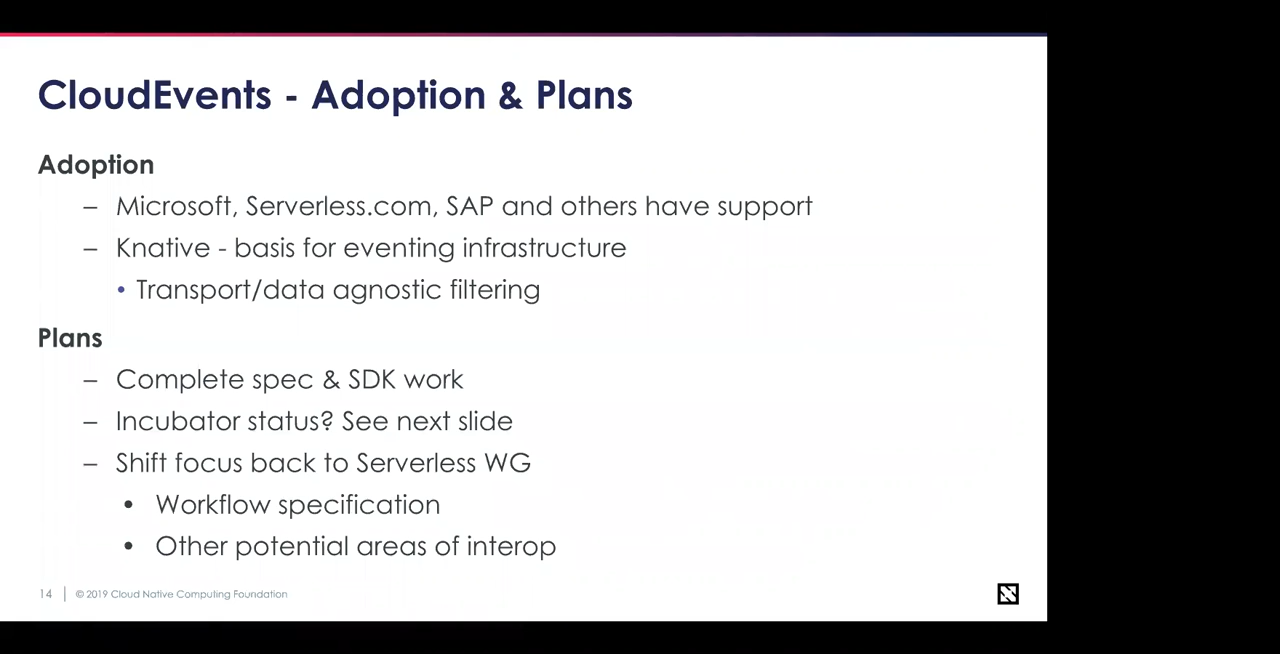 CloudEvents - Adoption & Plans
Adoption
– Microsoft, Serverless.com, SAP and others have support
– Knative - basis for eventing infrastructure
• Transport/data agnostic filtering
Plans
– Complete spec & SDK work
– Incubator status? See next slide
– Shift focus back to Serverless WG
• Workflow specification
• Other potential areas of interop
14 | © 2019 Cloud Native Computing Foundation